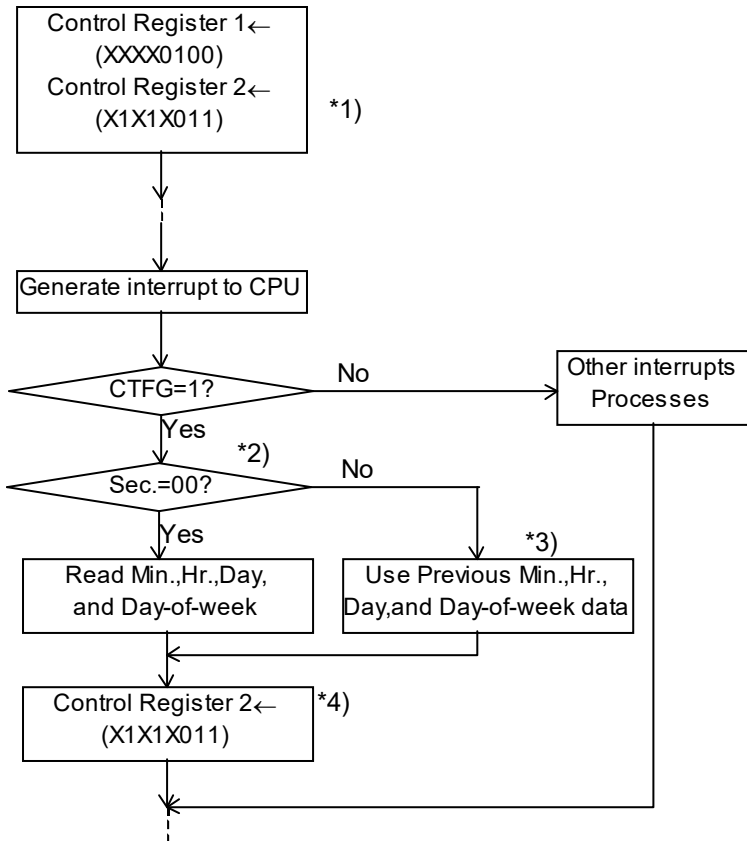 Control Register 1←
(XXXX0100)
Control Register 2←
(X1X1X011)
*1)
Generate interrupt to CPU
CTFG=1?
No
Other interrupts
Processes
Yes
*2)
Sec.=00?
No
Yes
*3)
Read Min.,Hr.,Day,
and Day-of-week
Use Previous Min.,Hr.,
Day,and Day-of-week data
Control Register 2←
(X1X1X011)
*4)